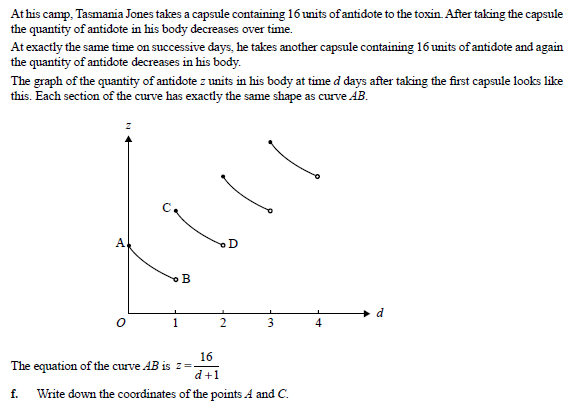 At his camp, Tasmania Jones takes a capsule containing 16 units of antidote to the toxin. After taking the capsule
the quantity of antidote in his body decreases over time.
At exactly the same time on successive days, he takes another capsule containing 16 units of antidote and again
the quantity of antidote decreases in his body.
The graph of the quantity of antidote z units in his body at time d days after taking the first capsule looks like
this. Each section of the curve has exactly the same shape as curve AB.
z
C
A
D
B
d
O 1 2 3 4
The equation of the curve AB is z = 16/(d+1)
f. Write down the coordinates of the points A and C.